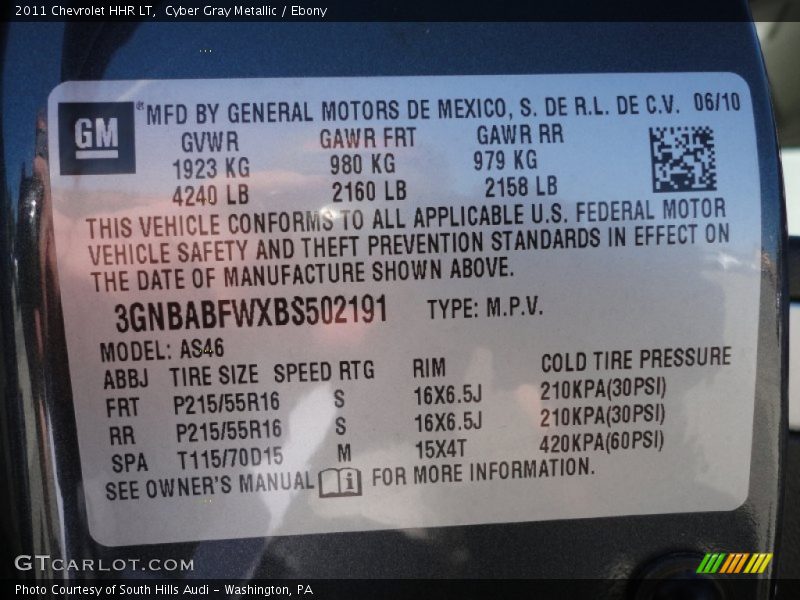 2011 Chevrolet HHR LT,  Cyber Gray Metallic / Ebony
GM
® MFD BY GENERAL MOTORS DE MEXICO, S. DE R.L. DE C.V. 06/10
GVWR GAWR FRT GAWR RR
1923 KG 980 KG 979 KG
4240 LB 2160 LB 2158 LB
THIS VEHICLE CONFORMS TO ALL APPLICABLE U.S. FEDERAL MOTOR
VEHICLE SAFETY AND THEFT PREVENTION STANDARDS IN EFFECT ON
THE DATE OF MANUFACTURE SHOWN ABOVE.
3GNBABFWXBS502191 TYPE: M.P.V.
MODEL: AS46
ABBJ TIRE SIZE SPEED RTG RIM COLD TIRE PRESSURE
FRT P215/55R16 S 16X6.5J 210KPA(30PSI)
RR P215/55R16 S 16X6.5J 210KPA(30PSI)
SPA T115/70D15 M 15X4T 420KPA(60PSI)
SEE OWNER'S MANUAL i FOR MORE INFORMATION.
GTCARLOT.COM
Photo Courtesy of South Hills Audi - Washington, PA